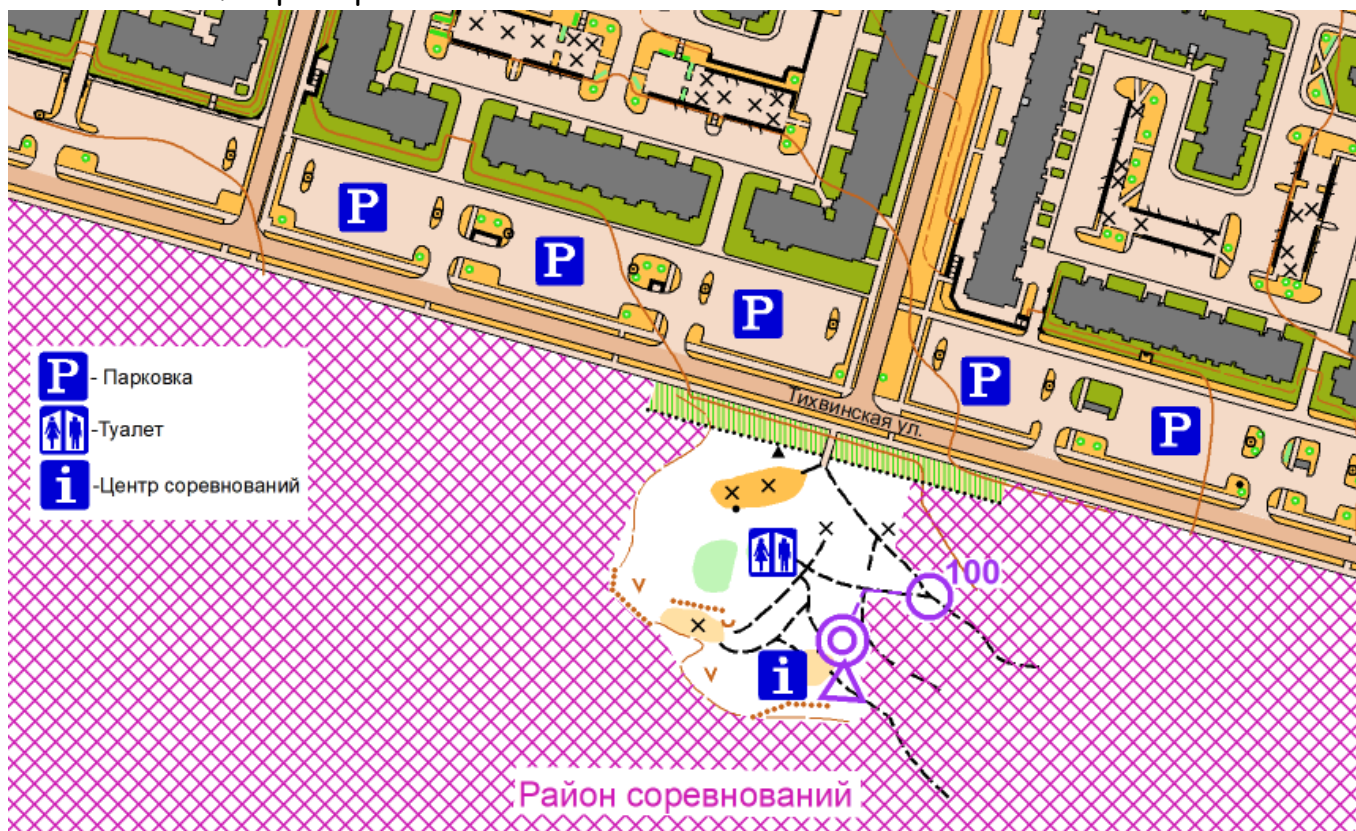 P
P
P
P
P
Тихвинская ул.
P - Парковка
-Туалет
i -Центр соревнований
100
i
Район соревнований